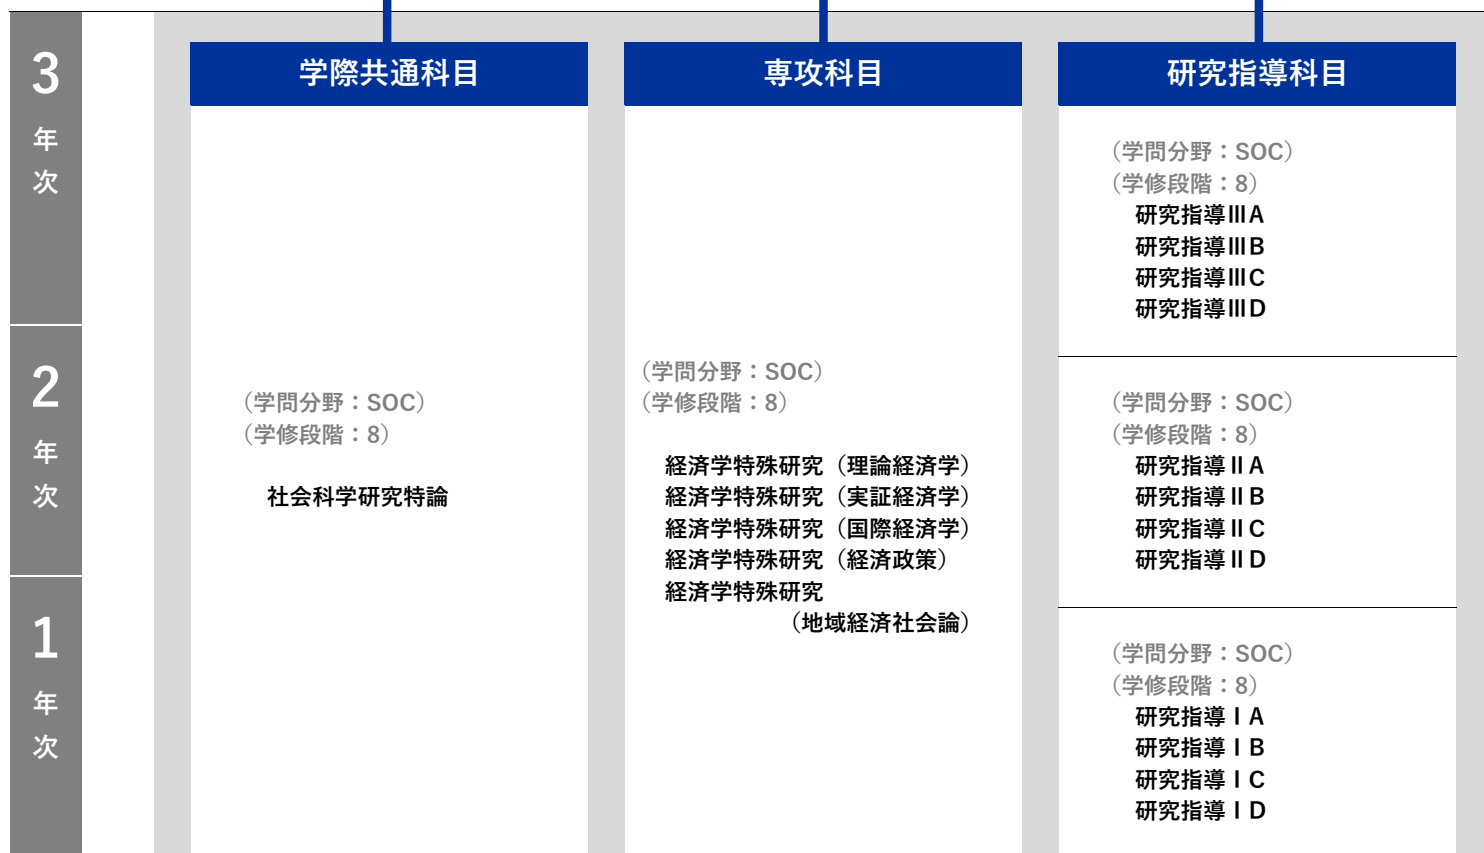 3
年
次
2
年
次
1
年
次
学際共通科目
（学問分野：SOC）
（学修段階：8）
社会科学研究特論
専攻科目
（学問分野：SOC）
（学修段階：8）
経済学特殊研究（理論経済学）
経済学特殊研究（実証経済学）
経済学特殊研究（国際経済学）
経済学特殊研究（経済政策）
経済学特殊研究
（地域経済社会論）
研究指導科目
（学問分野：SOC）
（学修段階：8）
研究指導ⅢA
研究指導ⅢB
研究指導ⅢC
研究指導ⅢD
（学問分野：SOC）
（学修段階：8）
研究指導ⅡA
研究指導ⅡB
研究指導ⅡC
研究指導ⅡD
（学問分野：SOC）
（学修段階：8）
研究指導ⅠA
研究指導ⅠB
研究指導ⅠC
研究指導ⅠD